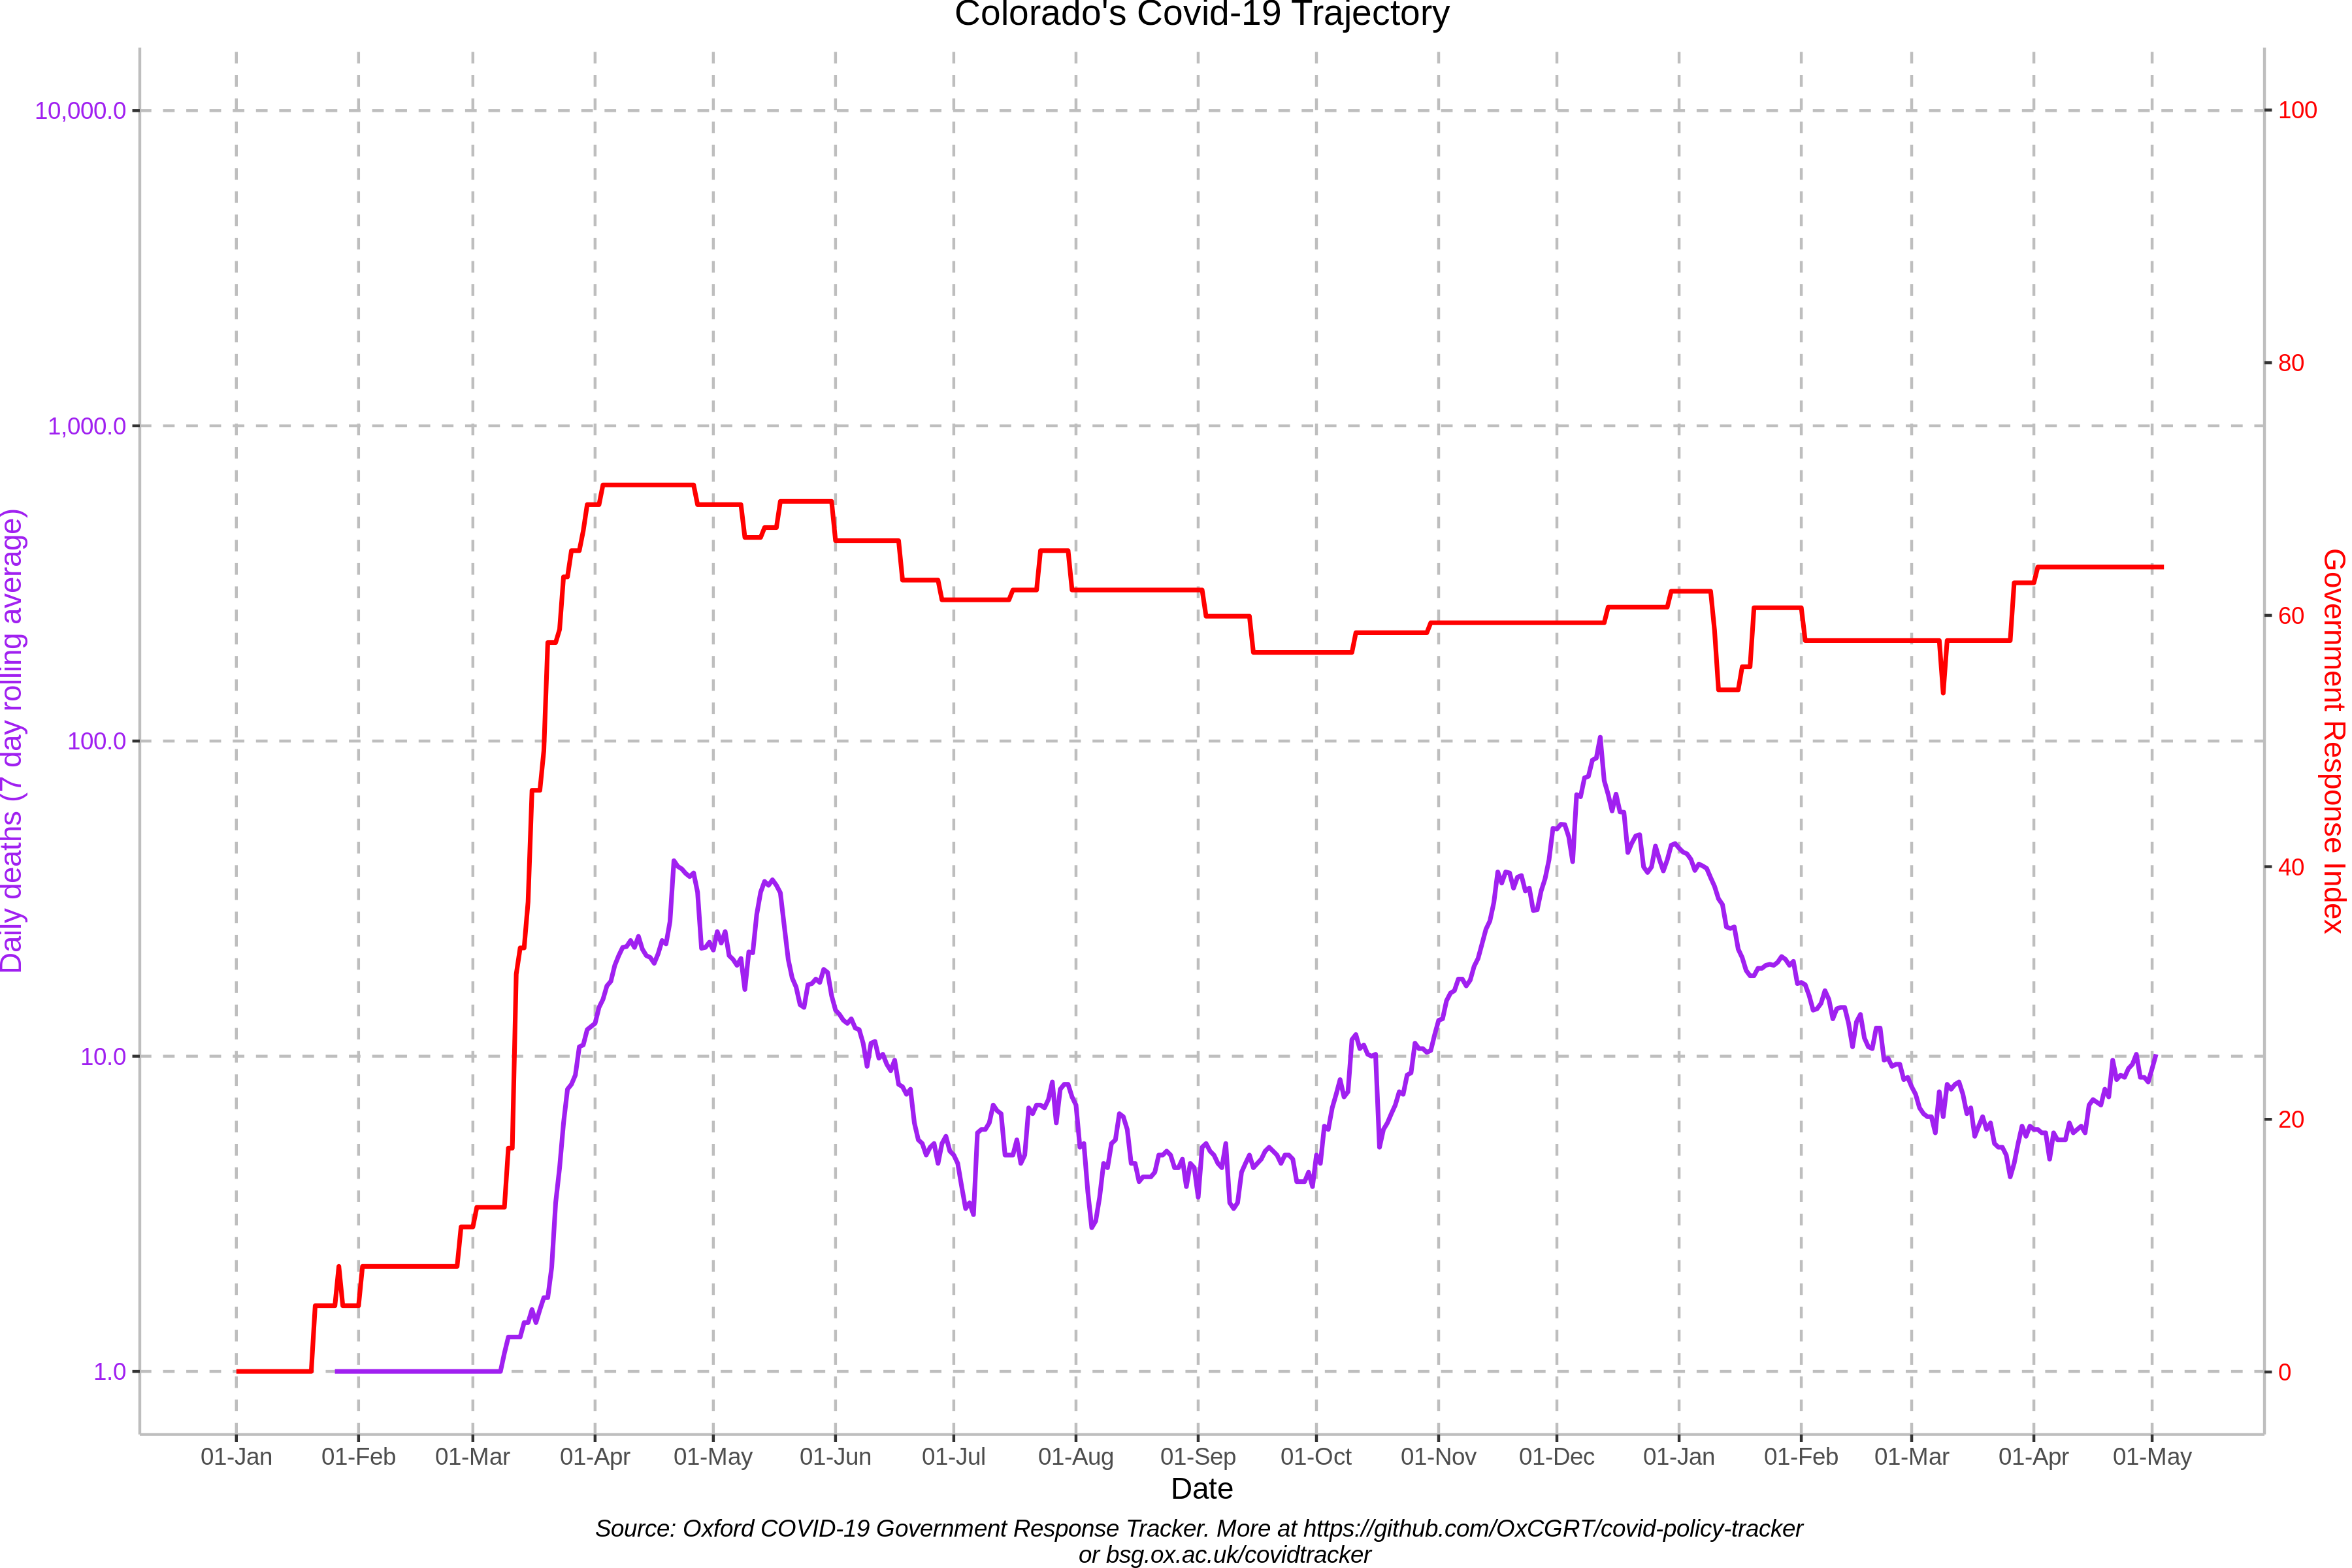 Colorado's Covid-19 Trajectory
10,000.0
1,000.0
100.0
10.0
1.0
Daily deaths (7 day rolling average)
100
80
60
40
20
0
Government Response Index
01-Jan 01-Feb 01-Mar 01-Apr 01-May 01-Jun 01-Jul 01-Aug 01-Sep 01-Oct 01-Nov 01-Dec 01-Jan 01-Feb 01-Mar 01-Apr 01-May
Date
Source: Oxford COVID-19 Government Response Tracker. More at https://github.com/OxCGRT/covid-policy-tracker
or bsg.ox.ac.uk/covidtracker